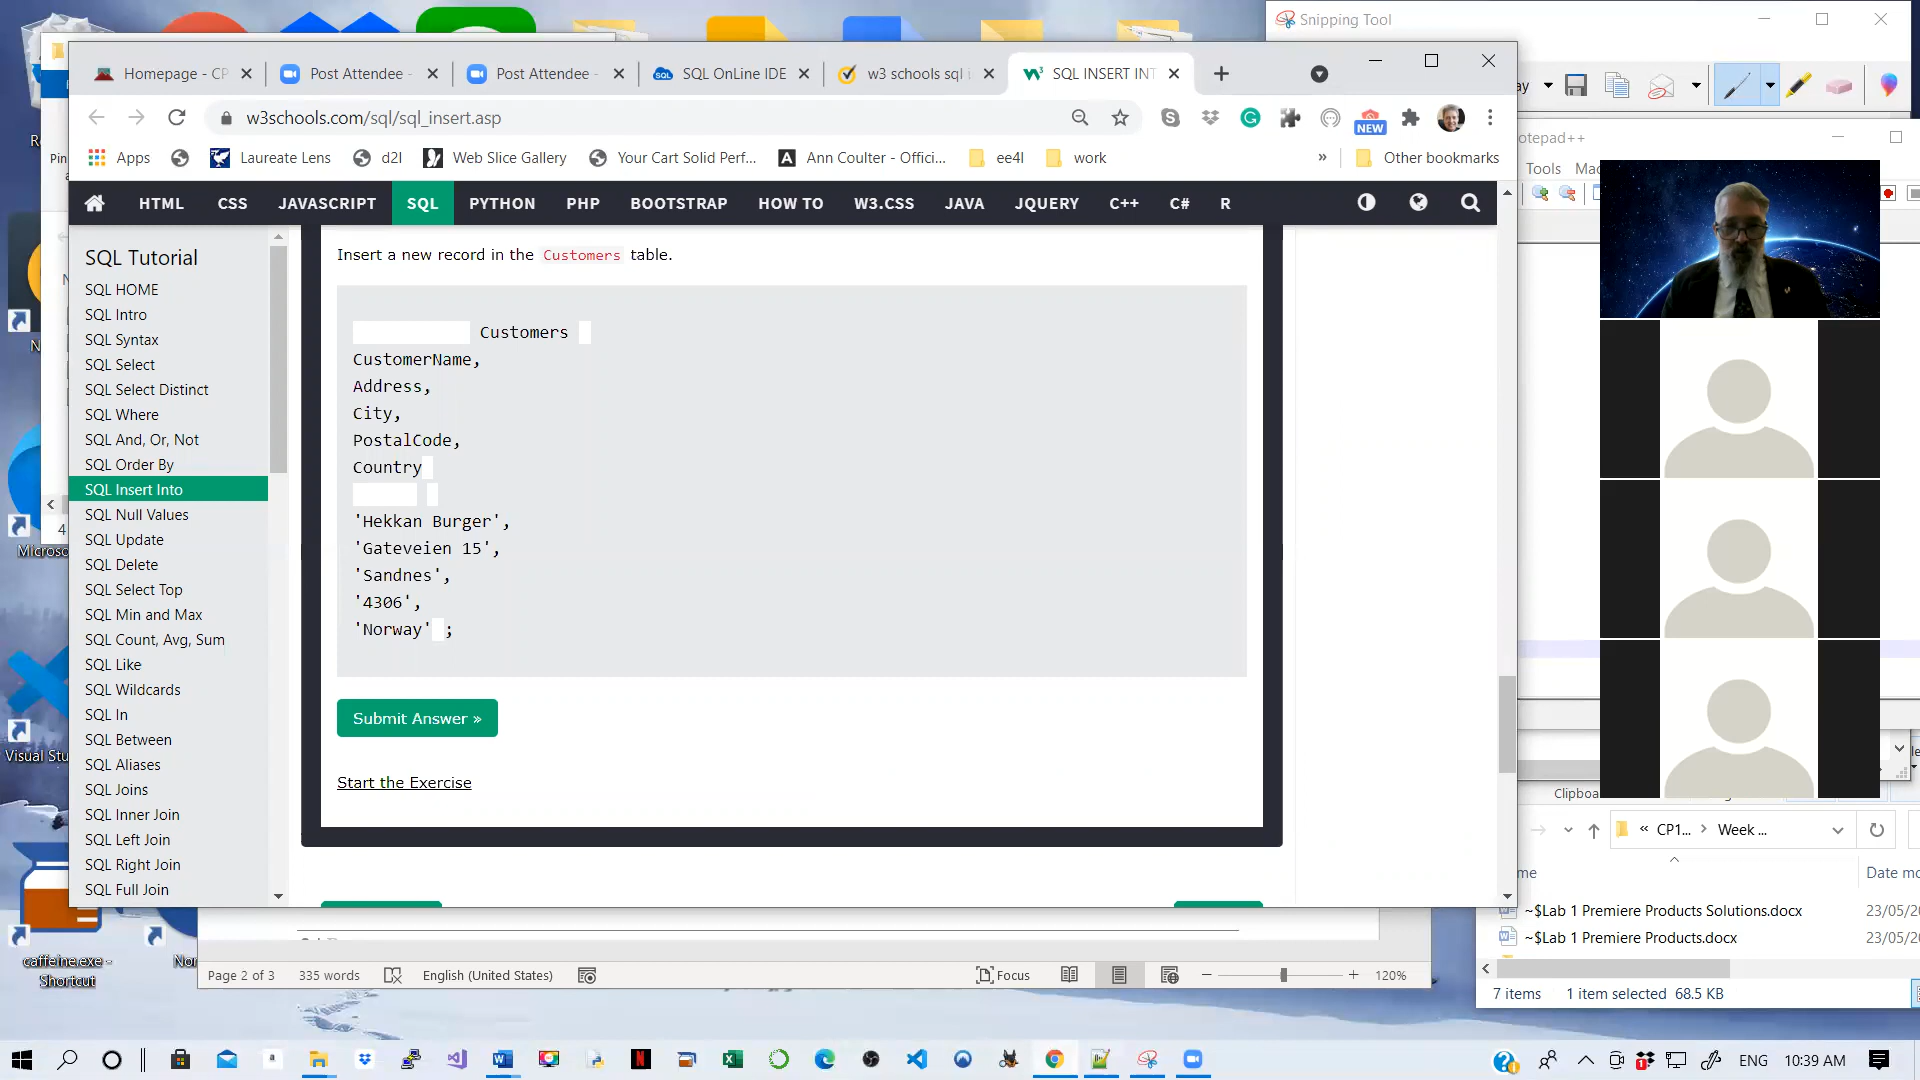 Snipping Tool
Homepage - CP
Post Attendee -
Post Attendee -
SQL OnLine IDE
w3 schools sql i
SQL INSERT INT
w3schools.com/sql/sql_insert.asp
NEW
Apps
Laureate Lens
d2l
Web Slice Gallery
Your Cart Solid Perf...
Ann Coulter - Offici...
ee4l
work
»
Other bookmarks
HTML
CSS
JAVASCRIPT
SQL
PYTHON
PHP
BOOTSTRAP
HOW TO
W3.CSS
JAVA
JQUERY
C++
C#
R
SQL Tutorial
SQL HOME
SQL Intro
SQL Syntax
SQL Select
SQL Select Distinct
SQL Where
SQL And, Or, Not
SQL Order By
SQL Insert Into
SQL Null Values
SQL Update
SQL Delete
SQL Select Top
SQL Min and Max
SQL Count, Avg, Sum
SQL Like
SQL Wildcards
SQL In
SQL Between
SQL Aliases
SQL Joins
SQL Inner Join
SQL Left Join
SQL Right Join
SQL Full Join
Insert a new record in the Customers table.
Customers
CustomerName,
Address,
City,
PostalCode,
Country
'Hekkan Burger',
'Gateveien 15',
'Sandnes',
'4306',
'Norway' ;
Submit Answer »
Start the Exercise
otepad++
Tools
Clipboa
« CP1... Week ...
Date mo
~$Lab 1 Premiere Products Solutions.docx
23/05/20
~$Lab 1 Premiere Products.docx
23/05/20
7 items
1 item selected 68.5 KB
Page 2 of 3
335 words
English (United States)
Focus
120%
Visual Stu
caffeine.exe -
Shortcut
ENG
10:39 AM